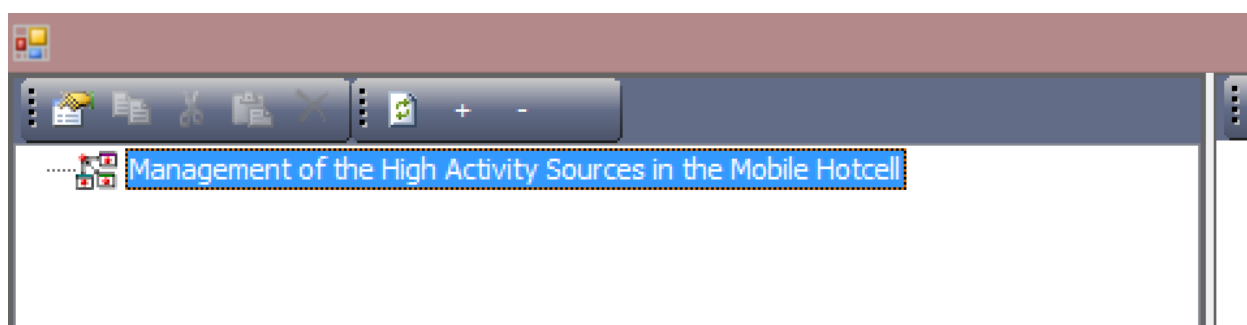 + -
Management of the High Activity Sources in the Mobile Hotcell